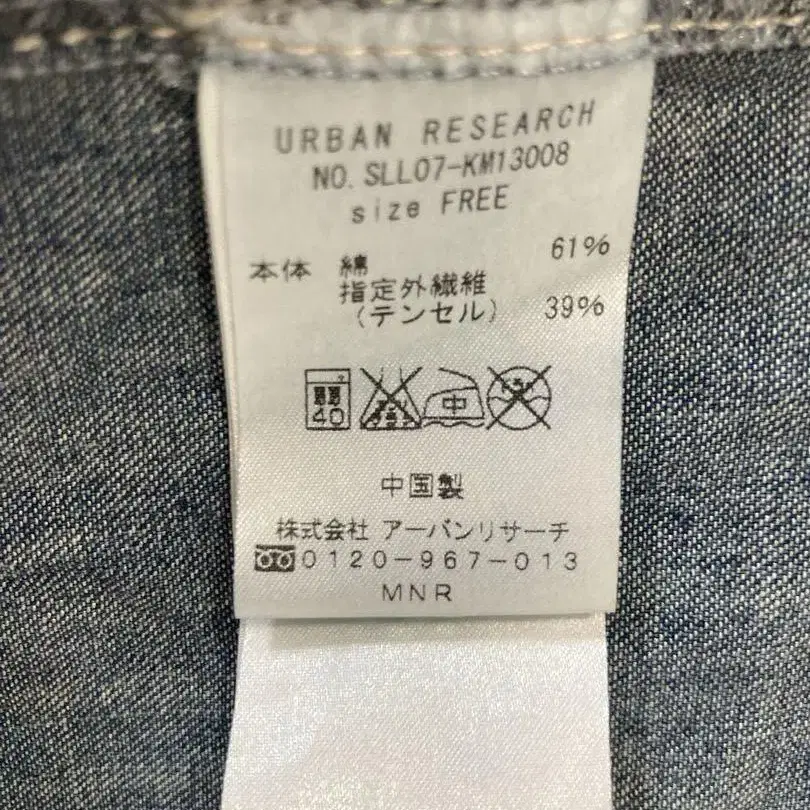 URBAN RESEARCH
NO. SLL07-KM13008
size FREE
本体 綿 61%
指定外繊維
(テンセル) 39%
40
中
中国製
株式会社 アーバンリサーチ
0120-967-013
MNR